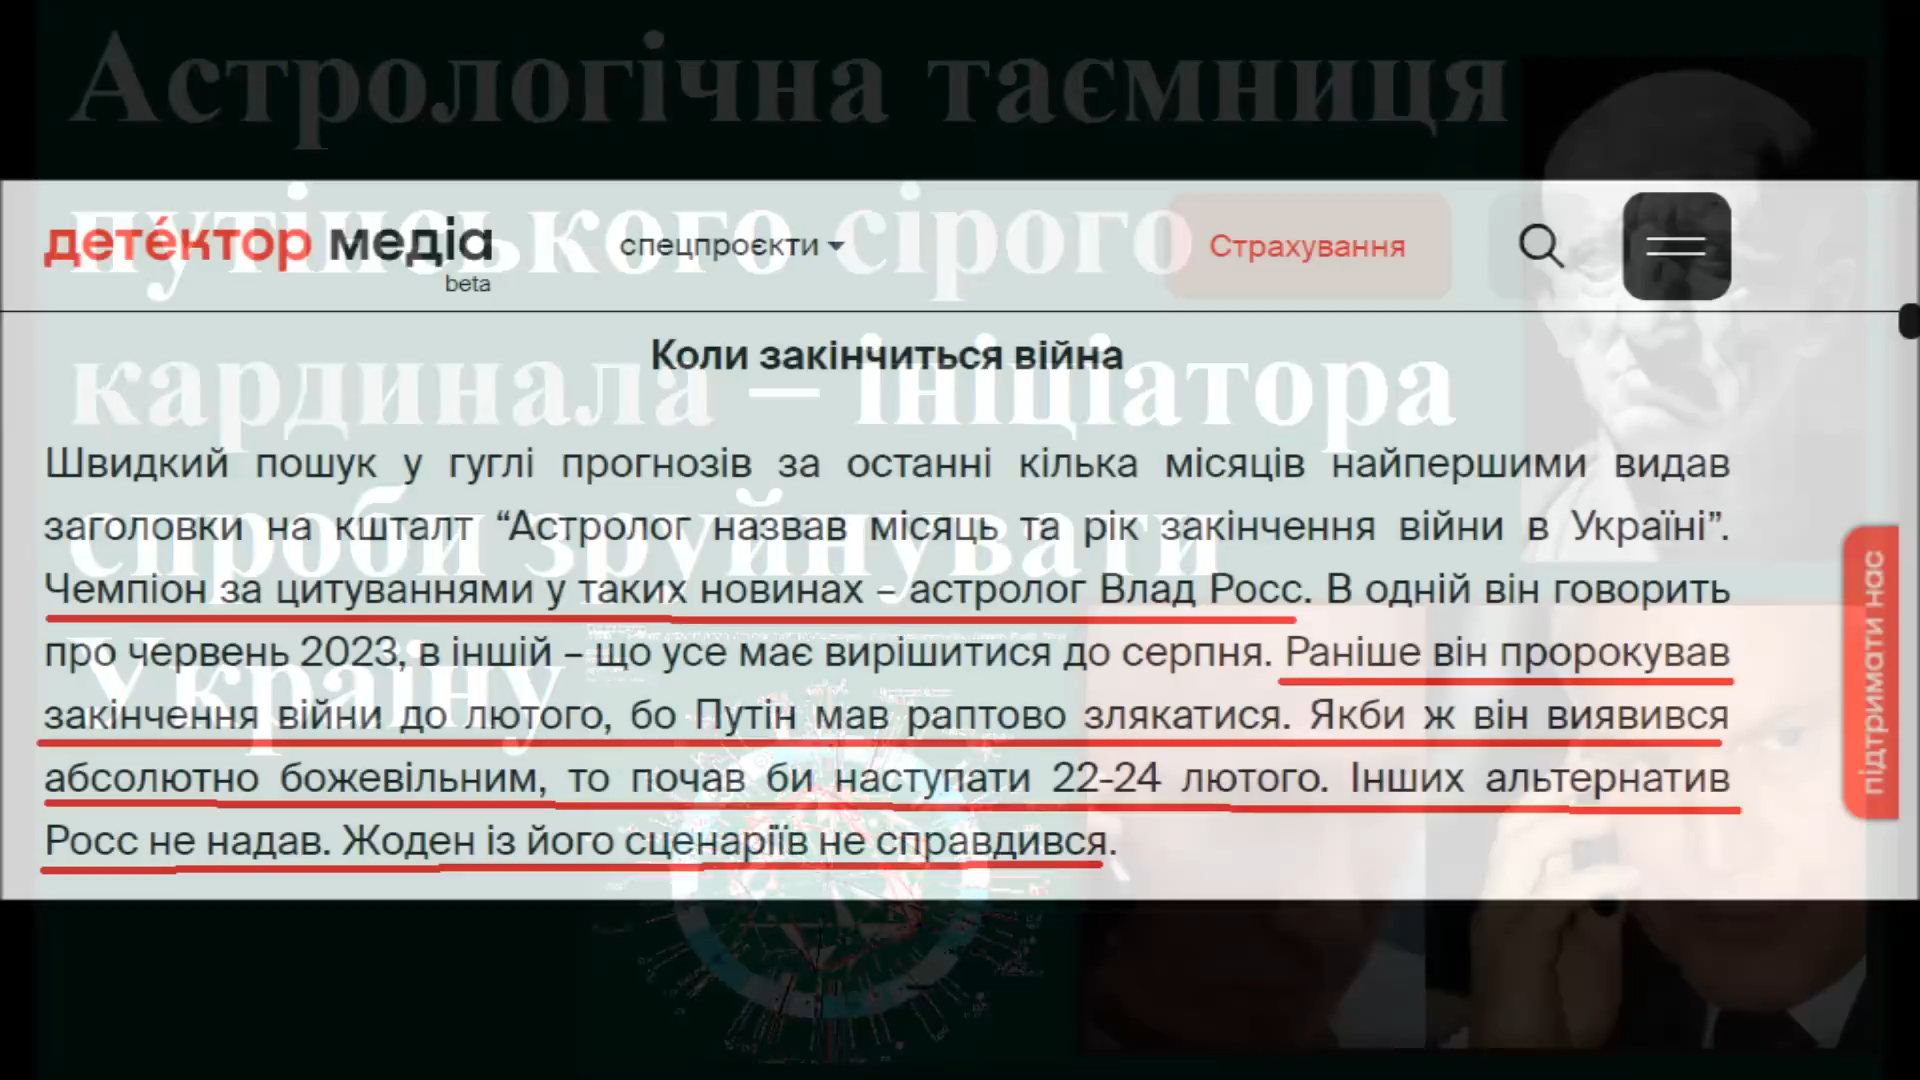 Астрологічна таємниця
путінського сірого
кардинала – ініціатора
спроби зруйнувати
Україну
детéктор медіа
beta
спецпроєкти
Страхування
Коли закінчиться війна
Швидкий пошук у гуглі прогнозів за останні кілька місяців найпершими видав
заголовки на кшталт “Астролог назвав місяць та рік закінчення війни в Україні”.
Чемпіон за цитуваннями у таких новинах – астролог Влад Росс. В одній він говорить
про червень 2023, в іншій – що усе має вирішитися до серпня. Раніше він пророкував
закінчення війни до лютого, бо Путін мав раптово злякатися. Якби ж він виявився
абсолютно божевільним, то почав би наступати 22-24 лютого. Інших альтернатив
Росс не надав. Жоден із його сценаріїв не справдився.
підтримати нас